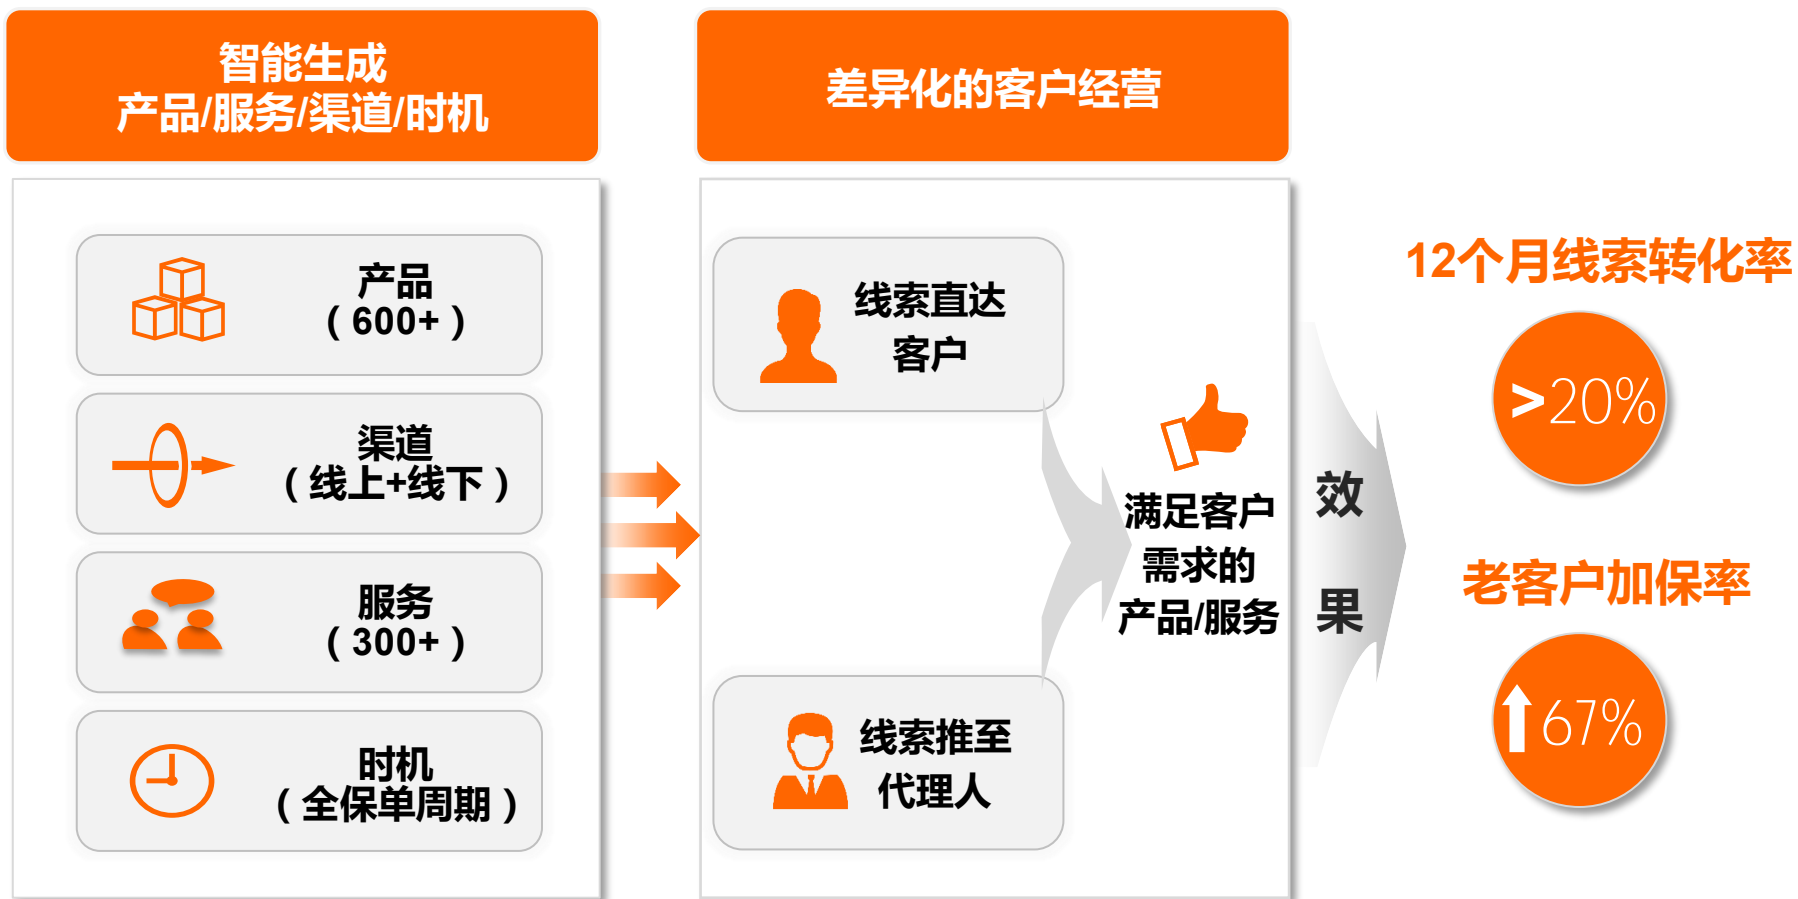 智能生成
产品/服务/渠道/时机
产品
（600+）
渠道
（线上+线下）
服务
（300+）
时机
（全保单周期）
差异化的客户经营
线索直达
客户
线索推至
代理人
满足客户
需求的
产品/服务
效
果
12个月线索转化率
>20%
老客户加保率
67%